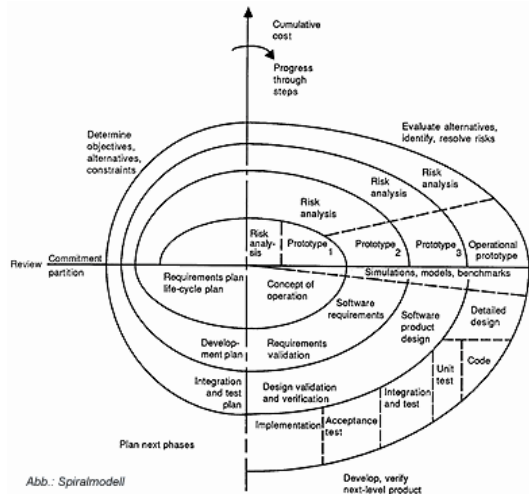 Cumulative
cost
Progress
through
steps
Determine
objectives,
alternatives,
constraints
Evaluate alternatives,
identify, resolve risks
Risk
analysis
Risk
analysis
Risk
analysis
Risk
analy-
sis
Prototype
1
Prototype
2
Prototype
3
Operational
prototype
Review
Commitment
partition
Simulations, models, benchmarks
Requirements plan
life-cycle plan
Concept of
operation
Software
requirements
Software
product
design
Detailed
design
Develop-
ment plan
Requirements
validation
Integration
and test
plan
Design validation
and verification
Unit
test
Code
Integration
and test
Acceptance
test
Implementation
Plan next phases
Develop, verify
next-level product
Abb.: Spiralmodell